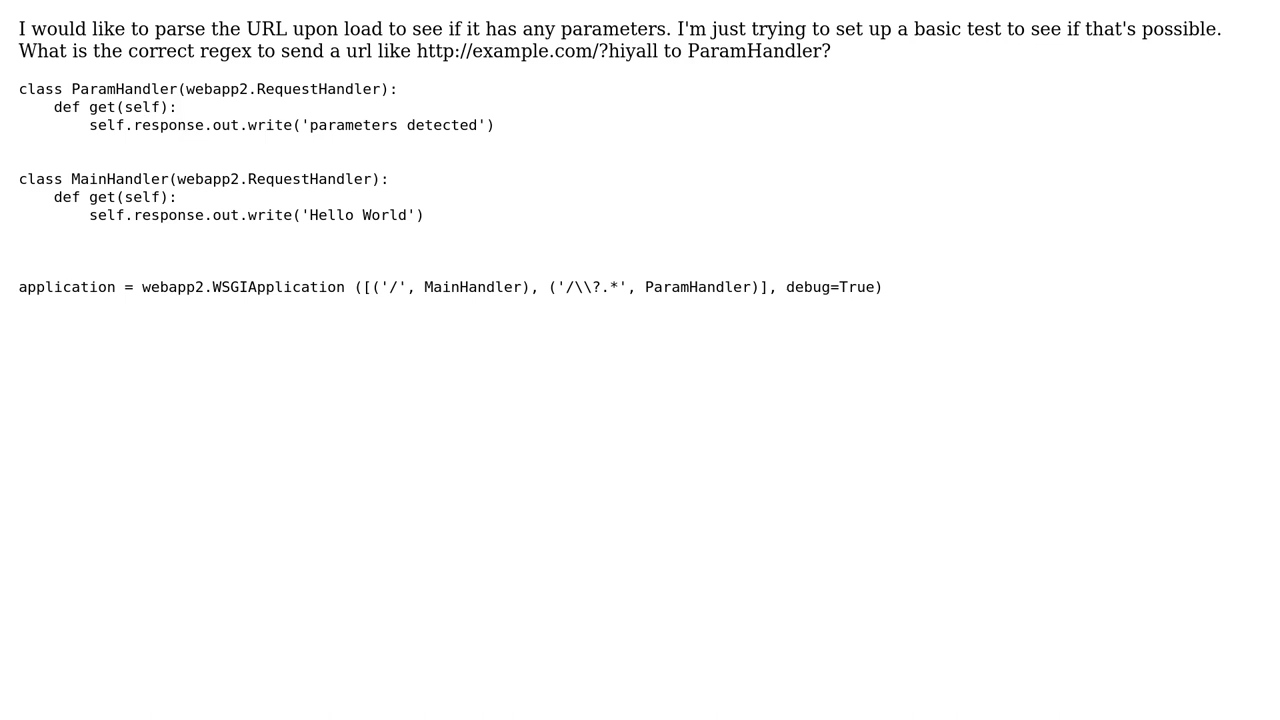 I would like to parse the URL upon load to see if it has any parameters. I'm just trying to set up a basic test to see if that's possible.
What is the correct regex to send a url like http://example.com/?hiyall to ParamHandler?
class ParamHandler(webapp2.RequestHandler):
    def get(self):
        self.response.out.write('parameters detected')
class MainHandler(webapp2.RequestHandler):
    def get(self):
        self.response.out.write('Hello World')
application = webapp2.WSGIApplication ([('/', MainHandler), ('/\\?.*', ParamHandler)], debug=True)